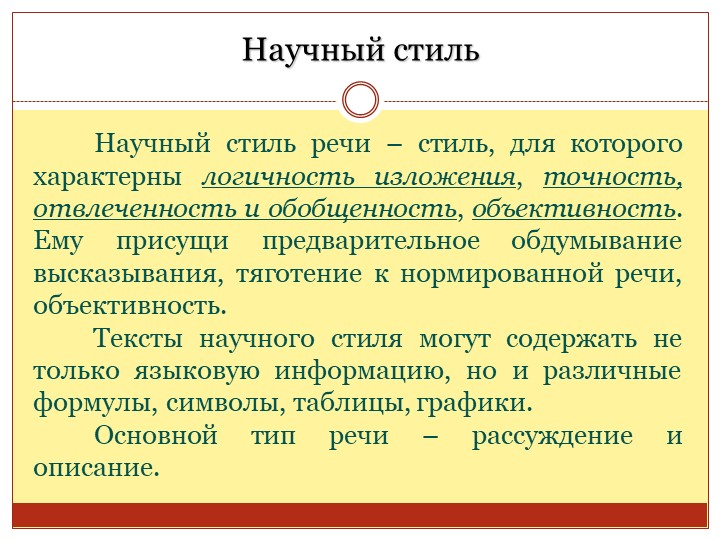 Научный стиль
Научный стиль речи – стиль, для которого
характерны логичность изложения, точность,
отвлеченность и обобщенность, объективность.
Ему присущи предварительное обдумывание
высказывания, тяготение к нормированной речи,
объективность.
Тексты научного стиля могут содержать не
только языковую информацию, но и различные
формулы, символы, таблицы, графики.
Основной тип речи – рассуждение и
описание.